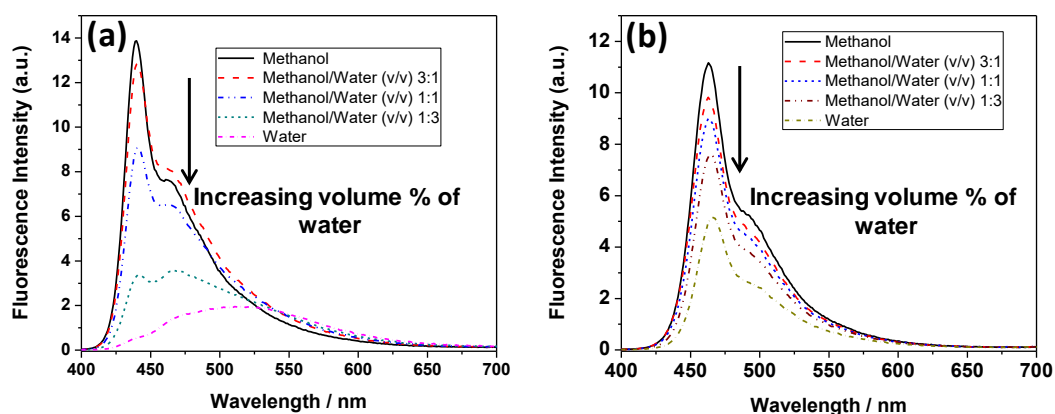 (a)
Methanol
Methanol/Water (v/v) 3:1
Methanol/Water (v/v) 1:1
Methanol/Water (v/v) 1:3
Water
Increasing volume % of
water
Fluorescence Intensity (a.u.)
14
12
10
8
6
4
2
0
400 450 500 550 600 650 700
Wavelength / nm
(b)
Methanol
Methanol/Water (v/v) 3:1
Methanol/Water (v/v) 1:1
Methanol/Water (v/v) 1:3
Water
Increasing volume % of
water
Fluorescence Intensity (a.u.)
12
10
8
6
4
2
0
400 450 500 550 600 650 700
Wavelength / nm